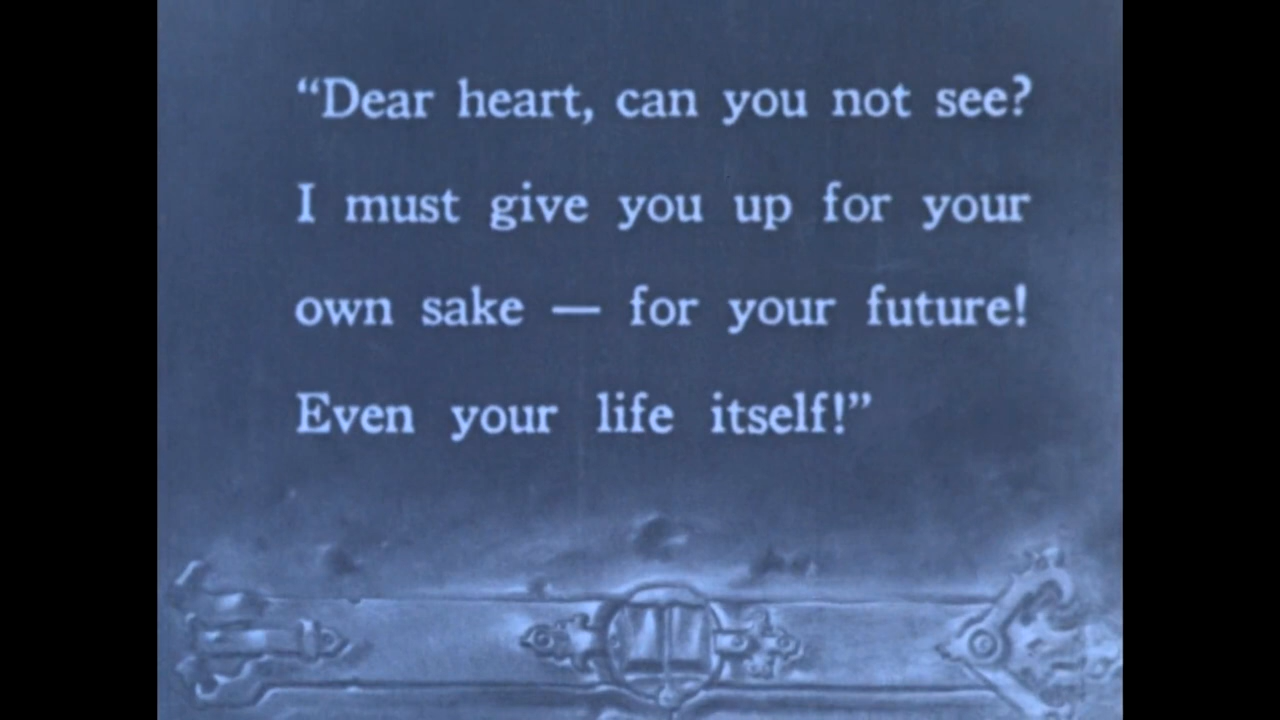 “Dear heart, can you not see?
I must give you up for your
own sake — for your future!
Even your life itself!”